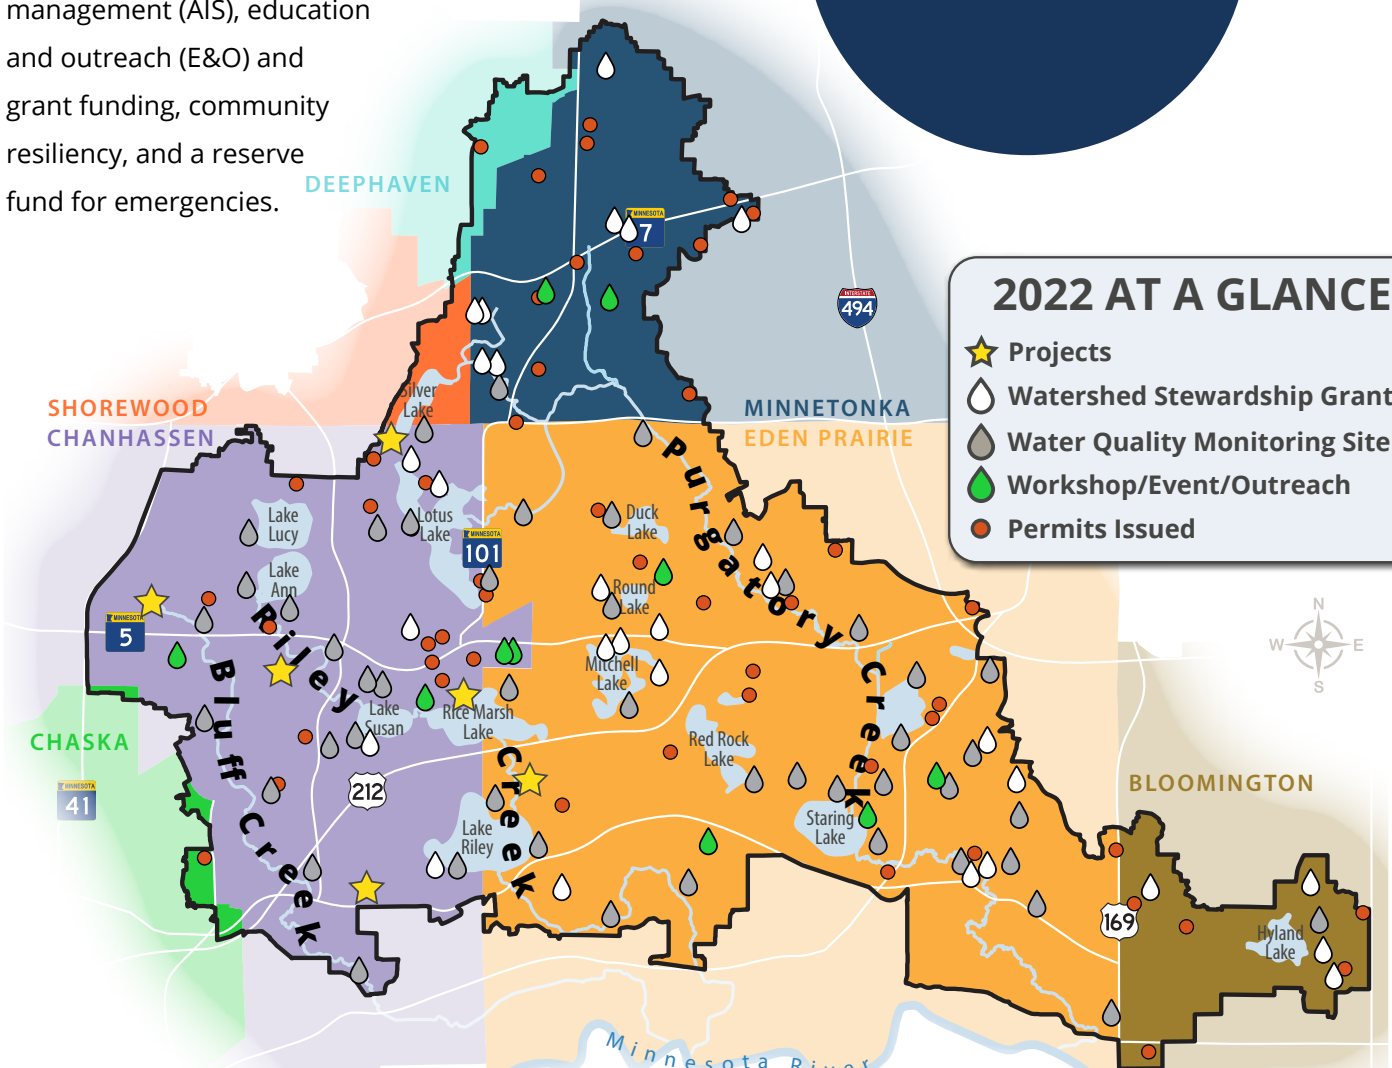 management (AIS), education
and outreach (E&O) and
grant funding, community
resiliency, and a reserve
fund for emergencies.
DEEPHAVEN
MINNESOTA
7
INTERSTATE
494
2022 AT A GLANCE
Projects
Watershed Stewardship Grant
Water Quality Monitoring Site
Workshop/Event/Outreach
Permits Issued
SHOREWOOD
CHANHASSEN
MINNETONKA
EDEN PRAIRIE
Silver
Lake
Purgatory Creek
Lake
Lucy
Lotus
Lake
Duck
Lake
MINNESOTA
101
Lake
Ann
Round
Lake
MINNESOTA
5
Riley Creek
Bluff Creek
Mitchell
Lake
Lake
Susan
Rice Marsh
Lake
Red Rock
Lake
N
W E
S
CHASKA
41
212
BLOOMINGTON
Lake
Riley
Staring
Lake
169
Hyland
Lake
Minnesota River